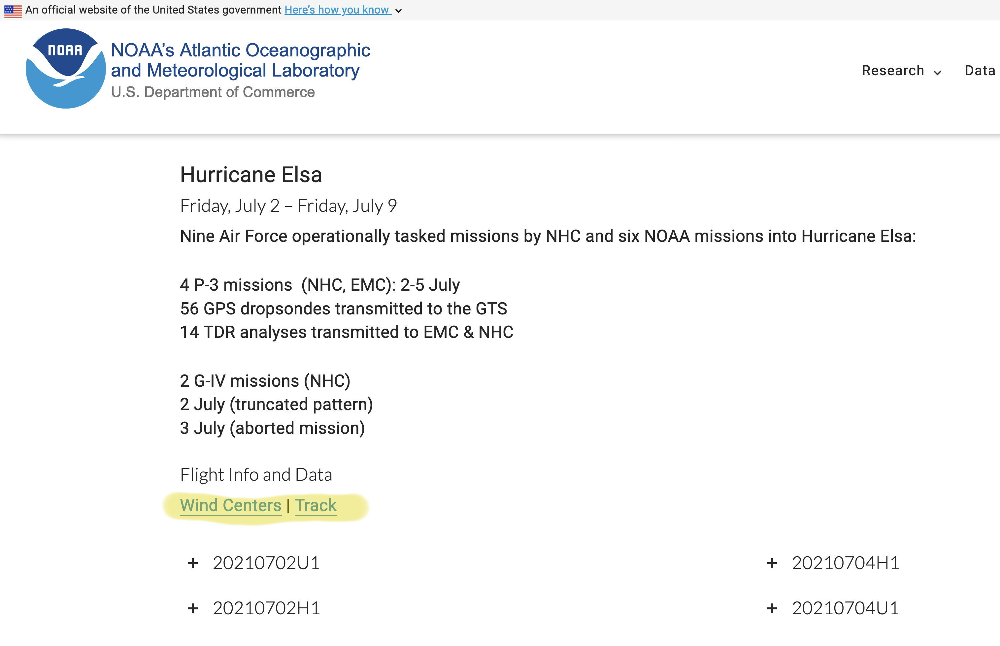 An official website of the United States government Here’s how you know
NOAA
NOAA’s Atlantic Oceanographic
and Meteorological Laboratory
U.S. Department of Commerce
Research
Data
Hurricane Elsa
Friday, July 2 – Friday, July 9
Nine Air Force operationally tasked missions by NHC and six NOAA missions into Hurricane Elsa:
4 P-3 missions  (NHC, EMC): 2-5 July
56 GPS dropsondes transmitted to the GTS
14 TDR analyses transmitted to EMC & NHC
2 G-IV missions (NHC)
2 July (truncated pattern)
3 July (aborted mission)
Flight Info and Data
Wind Centers | Track
+ 20210702U1
+ 20210704H1
+ 20210702H1
+ 20210704U1